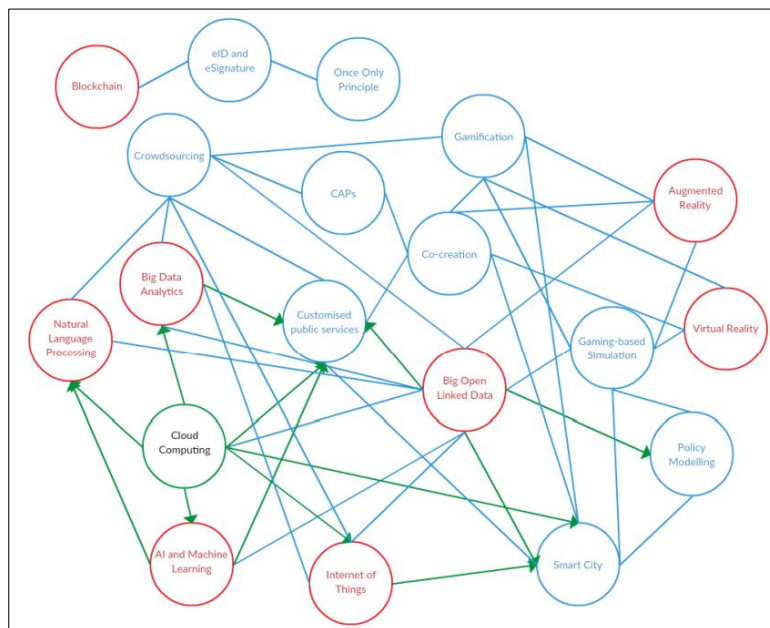 eID and
eSignature
Blockchain
Once Only
Principle
Crowdsourcing
Gamification
CAPs
Augmented
Reality
Co-creation
Big Data
Analytics
Customised
public services
Natural
Language
Processing
Gaming-based
SImulation
Virtual Reality
Big Open
Linked Data
Cloud
Computing
Policy
Modelling
AI and Machine
Learning
Internet of
Things
Smart City